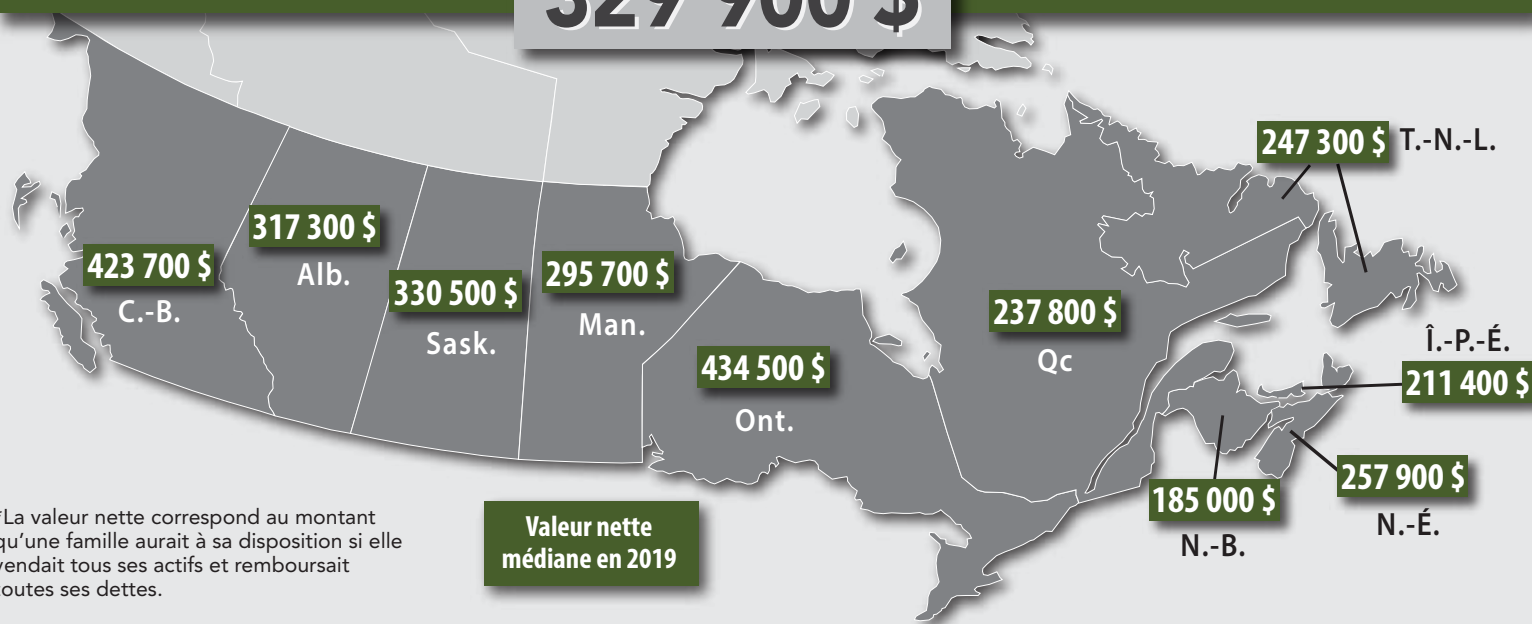 329 900 $
247 300 $ T.-N.-L.
317 300 $
Alb.
423 700 $
C.-B.
330 500 $
Sask.
295 700 $
Man.
237 800 $
Qc
Î.-P.-É.
211 400 $
434 500 $
Ont.
257 900 $
N.-É.
185 000 $
N.-B.
*La valeur nette correspond au montant
qu’une famille aurait à sa disposition si elle
vendait tous ses actifs et remboursait
toutes ses dettes.
Valeur nette
médiane en 2019